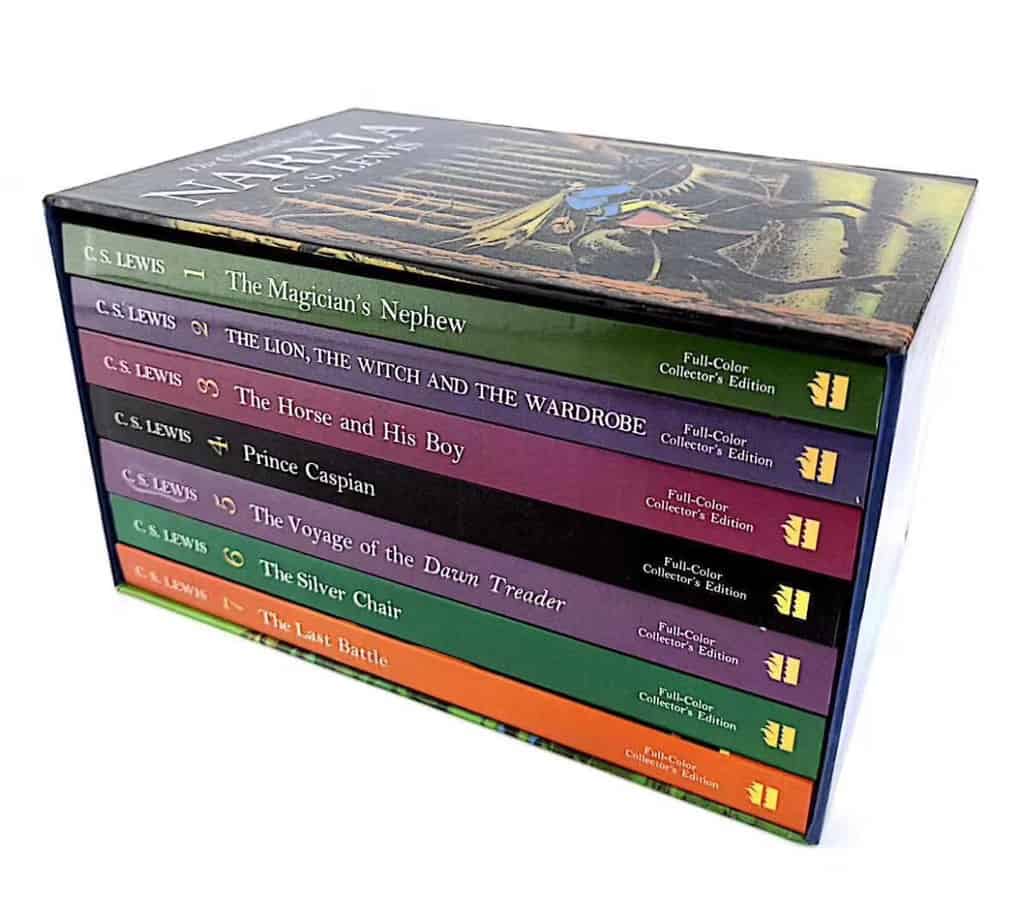 The Chronicles of
NARNIA
C. S. LEWIS
C. S. LEWIS 1 The Magician's Nephew Full-Color
Collector's Edition
C. S. LEWIS 2 THE LION, THE WITCH AND THE WARDROBE Full-Color
Collector's Edition
C. S. LEWIS 3 The Horse and His Boy Full-Color
Collector's Edition
C. S. LEWIS 4 Prince Caspian Full-Color
Collector's Edition
C. S. LEWIS 5 The Voyage of the Dawn Treader Full-Color
Collector's Edition
C. S. LEWIS 6 The Silver Chair Full-Color
Collector's Edition
C. S. LEWIS 7 The Last Battle Full-Color
Collector's Edition